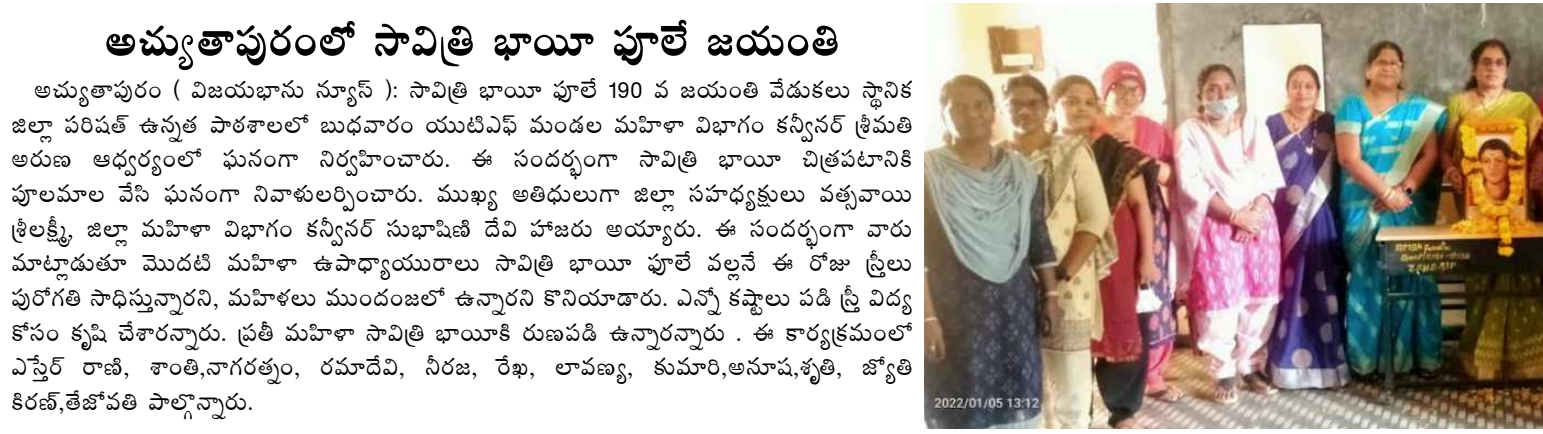 అచ్యుతాపురంలో సావిత్రి భాయీ ఫూలే జయంతి
అచ్యుతాపురం ( విజయభాను న్యూస్ ): సావిత్రి భాయీ ఫూలే 190 వ జయంతి వేడుకలు స్థానిక
జిల్లా పరిషత్ ఉన్నత పాఠశాలలో బుధవారం యుటిఎఫ్ మండల మహిళా విభాగం కన్వీనర్ శ్రీమతి
అరుణ ఆధ్వర్యంలో ఘనంగా నిర్వహించారు. ఈ సందర్భంగా సావిత్రి భాయీ చిత్రపటానికి
పూలమాల వేసి ఘనంగా నివాళులర్పించారు. ముఖ్య అతిధులుగా జిల్లా సహధ్యక్షులు వత్సవాయి
శ్రీలక్ష్మీ, జిల్లా మహిళా విభాగం కన్వీనర్ సుభాషిణి దేవి హాజరు అయ్యారు. ఈ సందర్భంగా వారు
మాట్లాడుతూ మొదటి మహిళా ఉపాధ్యాయురాలు సావిత్రి భాయీ ఫూలే వల్లనే ఈ రోజు స్త్రీలు
పురోగతి సాధిస్తున్నారని, మహిళలు ముందంజలో ఉన్నారని కొనియాడారు. ఎన్నో కష్టాలు పడి స్త్రీ విద్య
కోసం కృషి చేశారన్నారు. ప్రతీ మహిళా సావిత్రి భాయీకి రుణపడి ఉన్నారన్నారు . ఈ కార్యక్రమంలో
ఎస్తేర్ రాణి, శాంతి,నాగరత్నం, రమాదేవి, నీరజ, రేఖ, లావణ్య, కుమారి,అనూష,శృతి, జ్యోతి
కిరణ్,తేజోవతి పాల్గొన్నారు.
2022/01/05 13:12